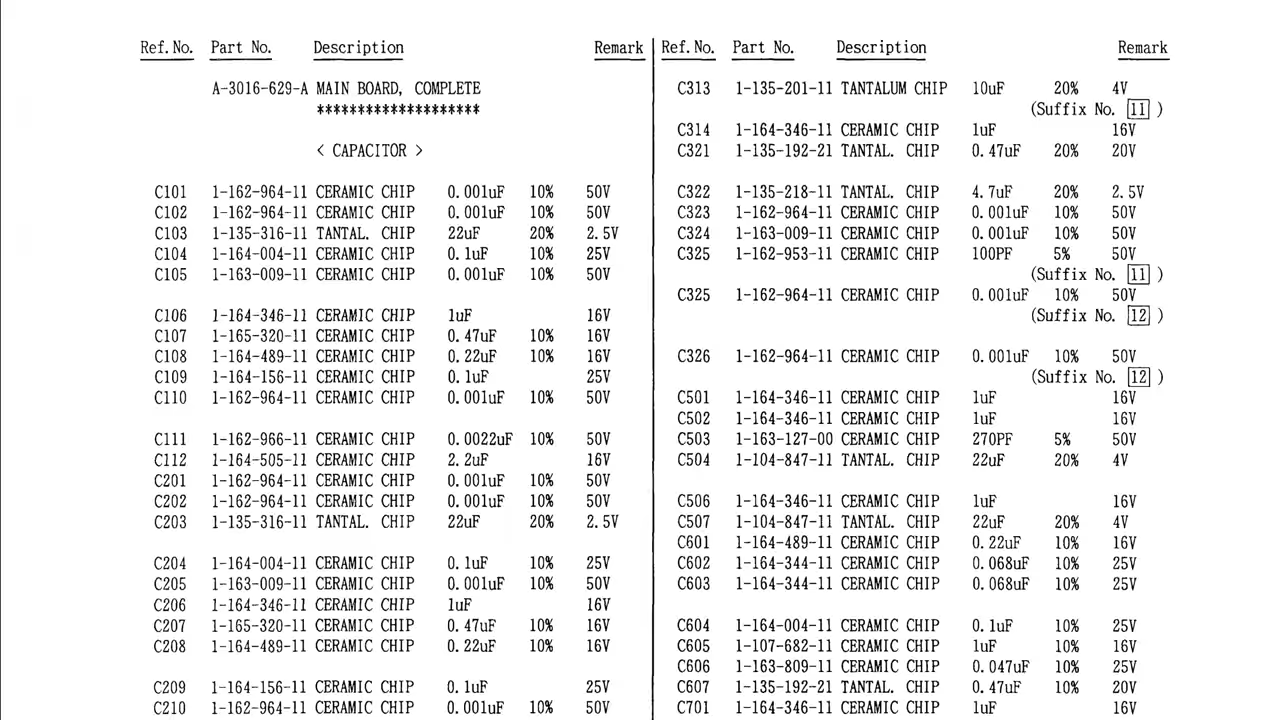 Ref.No. Part No. Description Remark
A-3016-629-A MAIN BOARD, COMPLETE
********************
< CAPACITOR >
C101 1-162-964-11 CERAMIC CHIP 0.001uF 10% 50V
C102 1-162-964-11 CERAMIC CHIP 0.001uF 10% 50V
C103 1-135-316-11 TANTAL. CHIP 22uF 20% 2.5V
C104 1-164-004-11 CERAMIC CHIP 0.1uF 10% 25V
C105 1-163-009-11 CERAMIC CHIP 0.001uF 10% 50V
C106 1-164-346-11 CERAMIC CHIP 1uF 16V
C107 1-165-320-11 CERAMIC CHIP 0.47uF 10% 16V
C108 1-164-489-11 CERAMIC CHIP 0.22uF 10% 16V
C109 1-164-156-11 CERAMIC CHIP 0.1uF 25V
C110 1-162-964-11 CERAMIC CHIP 0.001uF 10% 50V
C111 1-162-966-11 CERAMIC CHIP 0.0022uF 10% 50V
C112 1-164-505-11 CERAMIC CHIP 2.2uF 16V
C201 1-162-964-11 CERAMIC CHIP 0.001uF 10% 50V
C202 1-162-964-11 CERAMIC CHIP 0.001uF 10% 50V
C203 1-135-316-11 TANTAL. CHIP 22uF 20% 2.5V
C204 1-164-004-11 CERAMIC CHIP 0.1uF 10% 25V
C205 1-163-009-11 CERAMIC CHIP 0.001uF 10% 50V
C206 1-164-346-11 CERAMIC CHIP 1uF 16V
C207 1-165-320-11 CERAMIC CHIP 0.47uF 10% 16V
C208 1-164-489-11 CERAMIC CHIP 0.22uF 10% 16V
C209 1-164-156-11 CERAMIC CHIP 0.1uF 25V
C210 1-162-964-11 CERAMIC CHIP 0.001uF 10% 50V
Ref.No. Part No. Description Remark
C313 1-135-201-11 TANTALUM CHIP 10uF 20% 4V
(Suffix No. 11 )
C314 1-164-346-11 CERAMIC CHIP 1uF 16V
C321 1-135-192-21 TANTAL. CHIP 0.47uF 20% 20V
C322 1-135-218-11 TANTAL. CHIP 4.7uF 20% 2.5V
C323 1-162-964-11 CERAMIC CHIP 0.001uF 10% 50V
C324 1-163-009-11 CERAMIC CHIP 0.001uF 10% 50V
C325 1-162-953-11 CERAMIC CHIP 100PF 5% 50V
(Suffix No. 11 )
C325 1-162-964-11 CERAMIC CHIP 0.001uF 10% 50V
(Suffix No. 12 )
C326 1-162-964-11 CERAMIC CHIP 0.001uF 10% 50V
(Suffix No. 12 )
C501 1-164-346-11 CERAMIC CHIP 1uF 16V
C502 1-164-346-11 CERAMIC CHIP 1uF 16V
C503 1-163-127-00 CERAMIC CHIP 270PF 5% 50V
C504 1-104-847-11 TANTAL. CHIP 22uF 20% 4V
C506 1-164-346-11 CERAMIC CHIP 1uF 16V
C507 1-104-847-11 TANTAL. CHIP 22uF 20% 4V
C601 1-164-489-11 CERAMIC CHIP 0.22uF 10% 16V
C602 1-164-344-11 CERAMIC CHIP 0.068uF 10% 25V
C603 1-164-344-11 CERAMIC CHIP 0.068uF 10% 25V
C604 1-164-004-11 CERAMIC CHIP 0.1uF 10% 25V
C605 1-107-682-11 CERAMIC CHIP 1uF 10% 16V
C606 1-163-809-11 CERAMIC CHIP 0.047uF 10% 25V
C607 1-135-192-21 TANTAL. CHIP 0.47uF 10% 20V
C701 1-164-346-11 CERAMIC CHIP 1uF 16V